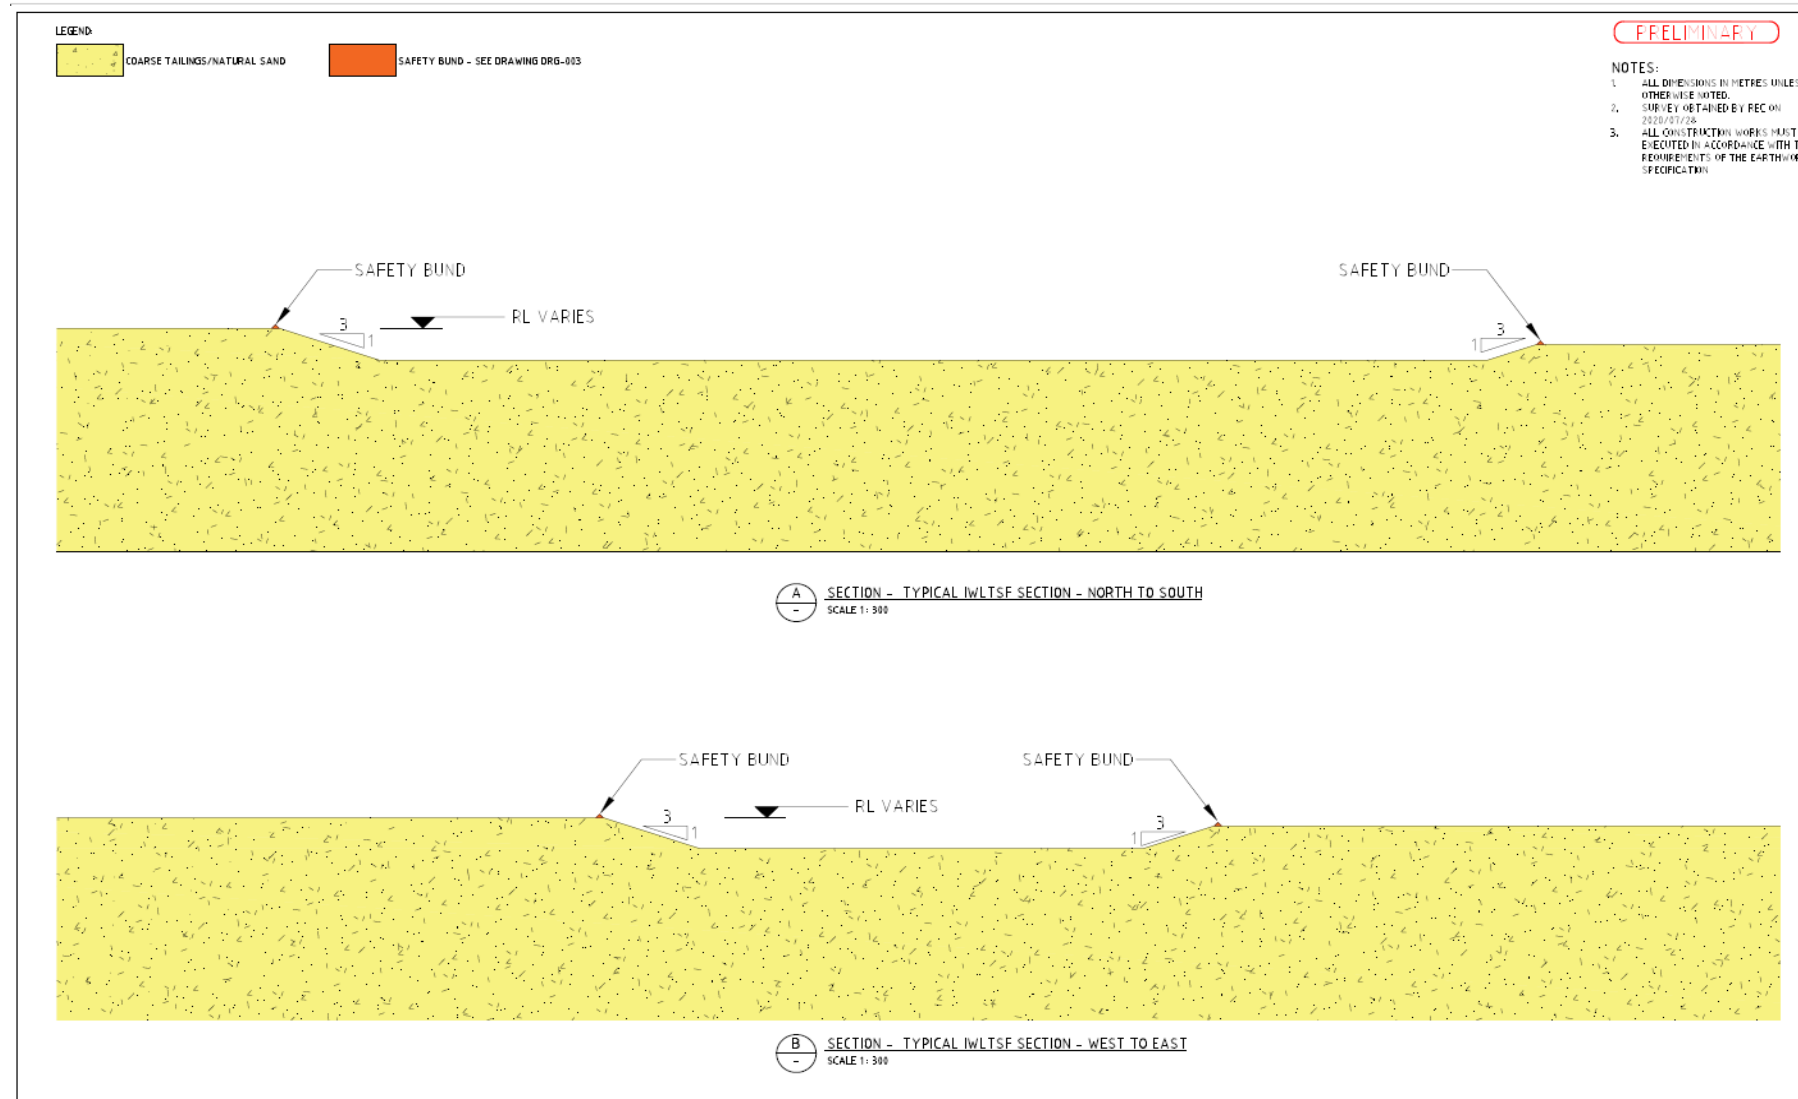 LEGEND:
COARSE TAILINGS/NATURAL SAND
SAFETY BUND - SEE DRAWING DRG-003
PRELIMINARY
NOTES:
1. ALL DIMENSIONS IN METRES UNLES
OTHERWISE NOTED.
2. SURVEY OBTAINED BY REC ON
2020/07/28
3. ALL CONSTRUCTION WORKS MUST
EXECUTED IN ACCORDANCE WITH T
REQUIREMENTS OF THE EARTHWO
SPECIFICATION
SAFETY BUND
SAFETY BUND
RL VARIES
3
1
3
1
A
-
SECTION - TYPICAL IWLTSF SECTION - NORTH TO SOUTH
SCALE 1: 300
SAFETY BUND
SAFETY BUND
RL VARIES
3
1
3
1
B
-
SECTION - TYPICAL IWLTSF SECTION - WEST TO EAST
SCALE 1: 300